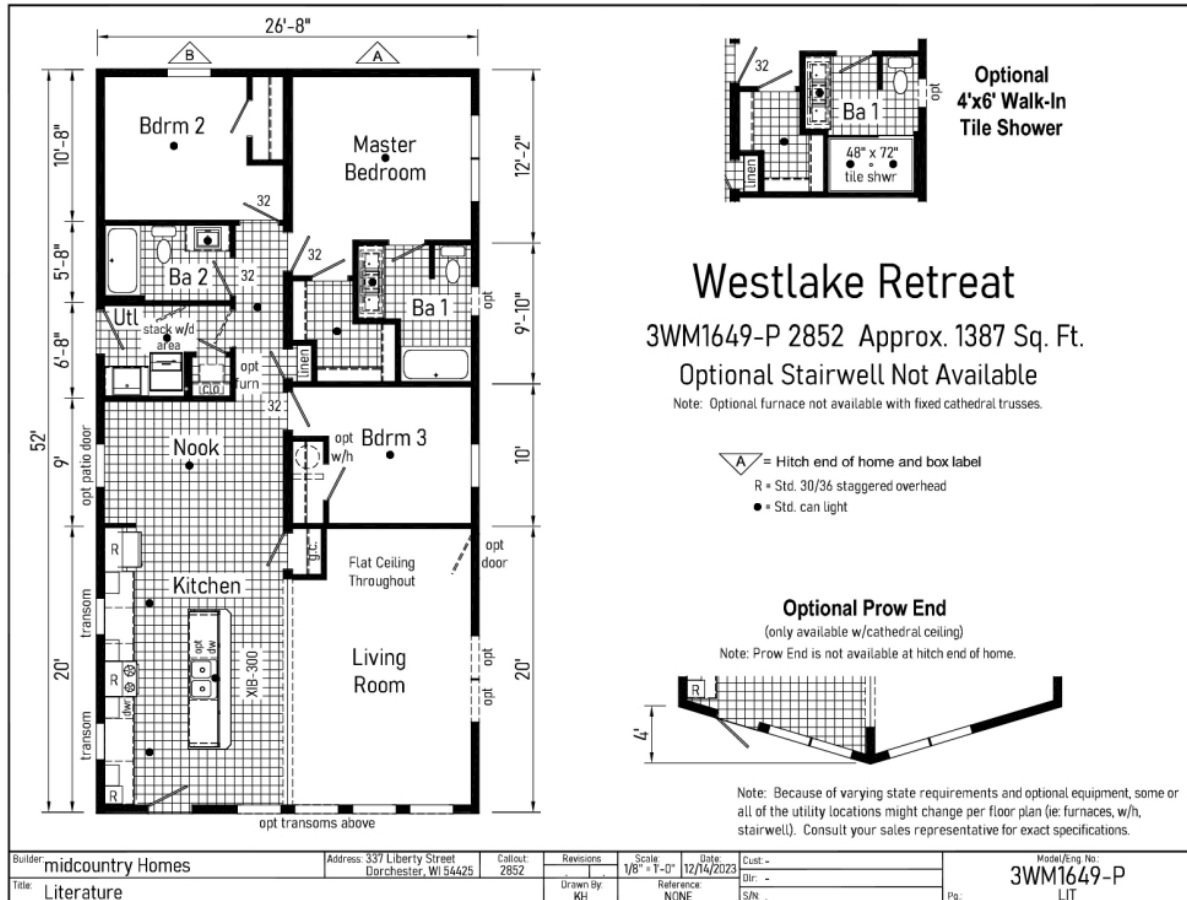 26'-8"
B
A
10'-8"
5'-8"
6'-8"
9'
52'
20'
12'-2"
9'-10"
10'
20'
Bdrm 2
Master
Bedroom
32
32
32
32
Ba 2
Ba 1
opt
Utl
stack w/d
area
opt
furn
clo
linen
Nook
opt patio door
opt
w/h
Bdrm 3
R
g.c.
Flat Ceiling
Throughout
opt
door
Kitchen
transom
opt
dw
XIB-300
Living
Room
opt
opt
R
dwr
transom
R
opt transoms above
32
Ba 1
opt
linen
48" x 72"
tile shwr
Optional
4'x6' Walk-In
Tile Shower
Westlake Retreat
3WM1649-P 2852 Approx. 1387 Sq. Ft.
Optional Stairwell Not Available
Note: Optional furnace not available with fixed cathedral trusses.
A = Hitch end of home and box label
R = Std. 30/36 staggered overhead
● = Std. can light
Optional Prow End
(only available w/cathedral ceiling)
Note: Prow End is not available at hitch end of home.
R
4'
Note: Because of varying state requirements and optional equipment, some or
all of the utility locations might change per floor plan (ie: furnaces, w/h,
stairwell). Consult your sales representative for exact specifications.
Builder: midcountry Homes
Address: 337 Liberty Street
Dorchester, WI 54425
Callout:
2852
Revisions
Scale:
1/8" = 1'-0"
Date:
12/14/2023
Cust: -
Dlr: -
S/N: .
Model/Eng. No.:
3WM1649-P
Title: Literature
Drawn By:
KH
Reference:
NONE
Pg.: LIT